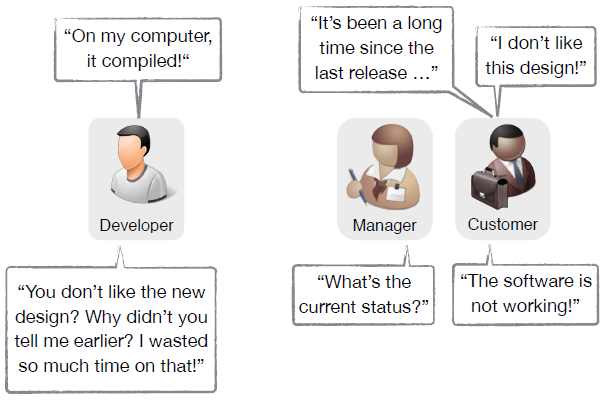 “On my computer,
it compiled!“
“It’s been a long
time since the
last release …”
“I don’t like
this design!”
Developer
Manager
Customer
“You don’t like the new
design? Why didn’t you
tell me earlier? I wasted
so much time on that!”
“What’s the
current status?”
“The software is
not working!”